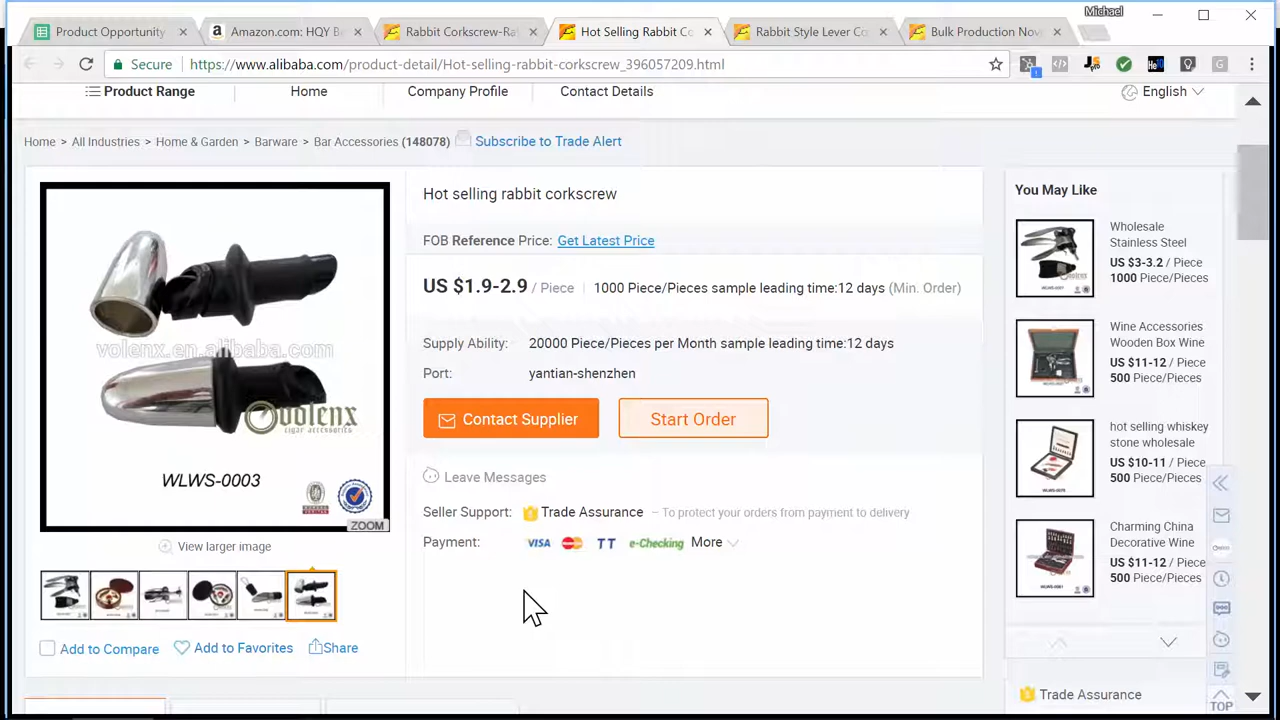 Michael
Product Opportunity
Amazon.com: HQY B
Rabbit Corkscrew-Ra
Hot Selling Rabbit Co
Rabbit Style Lever Co
Bulk Production Nov
Secure
https://www.alibaba.com/product-detail/Hot-selling-rabbit-corkscrew_396057209.html
Product Range
Home
Company Profile
Contact Details
English
Home > All Industries > Home & Garden > Barware > Bar Accessories (148078)
Subscribe to Trade Alert
Hot selling rabbit corkscrew
FOB Reference Price: Get Latest Price
US $1.9-2.9 / Piece
1000 Piece/Pieces sample leading time:12 days (Min. Order)
Supply Ability: 20000 Piece/Pieces per Month sample leading time:12 days
Port: yantian-shenzhen
Contact Supplier
Start Order
Leave Messages
Seller Support: Trade Assurance – To protect your orders from payment to delivery
Payment: VISA TT e-Checking More
volenx.en.alibaba.com
Volenx
cigar accessories
WLWS-0003
ZOOM
View larger image
Add to Compare
Add to Favorites
Share
You May Like
Wholesale
Stainless Steel
US $3-3.2 / Piece
1000 Piece/Pieces
Wine Accessories
Wooden Box Wine
US $11-12 / Piece
500 Piece/Pieces
hot selling whiskey
stone wholesale
US $10-11 / Piece
500 Piece/Pieces
Charming China
Decorative Wine
US $11-12 / Piece
500 Piece/Pieces
Trade Assurance
TOP